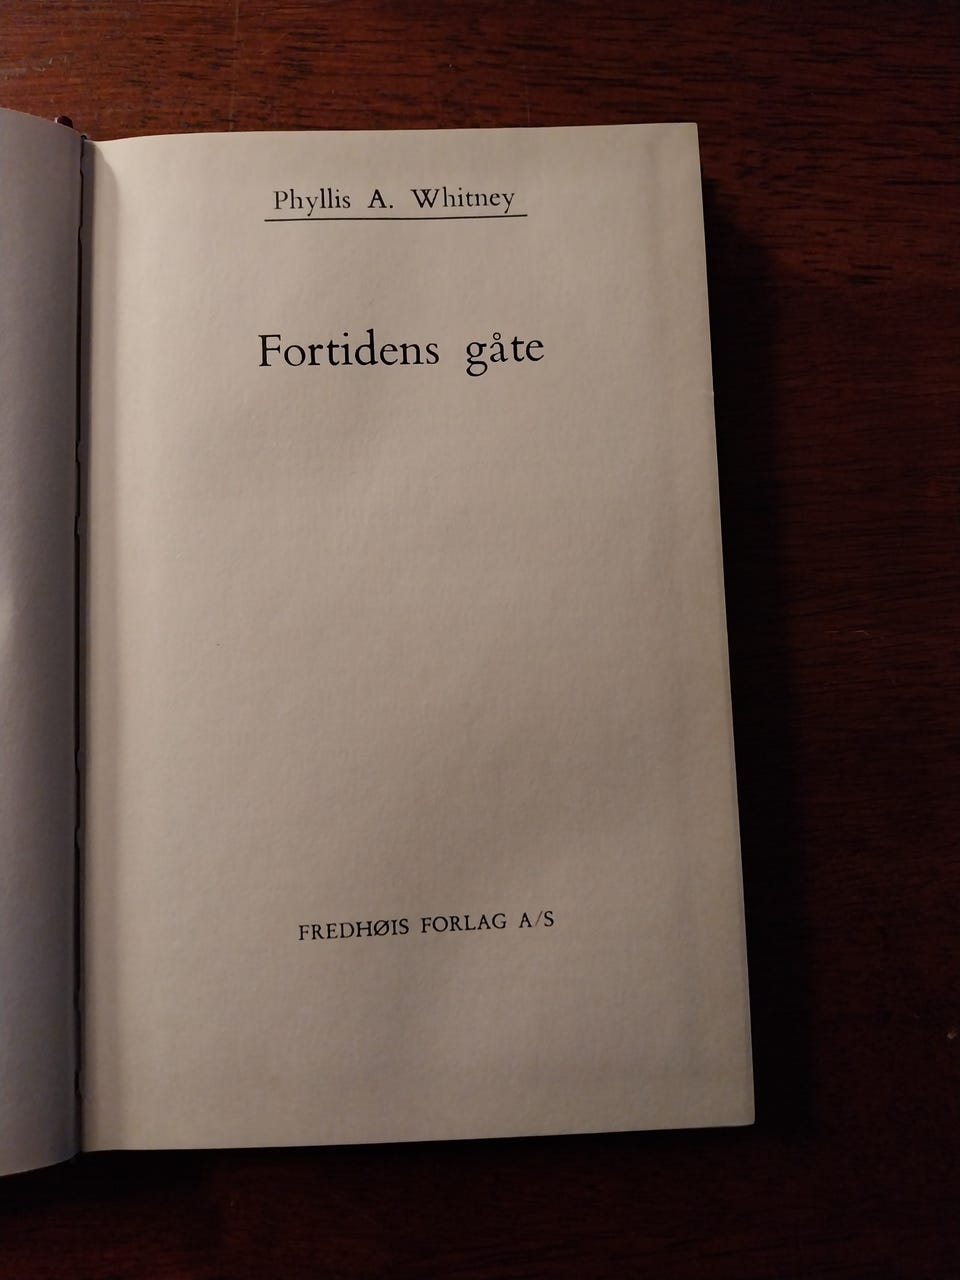 Phyllis A. Whitney
Fortidens gåte
FREDHØIS FORLAG A/S